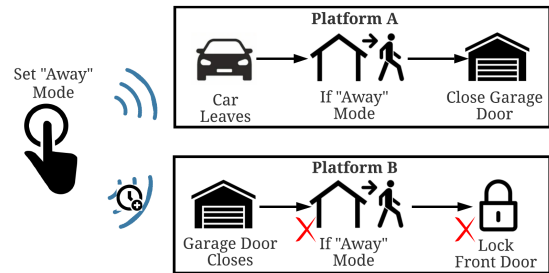 Platform A
Set "Away"
Mode
Car
Leaves
If "Away"
Mode
Close Garage
Door
Platform B
Garage Door
Closes
If "Away"
Mode
Lock
Front Door